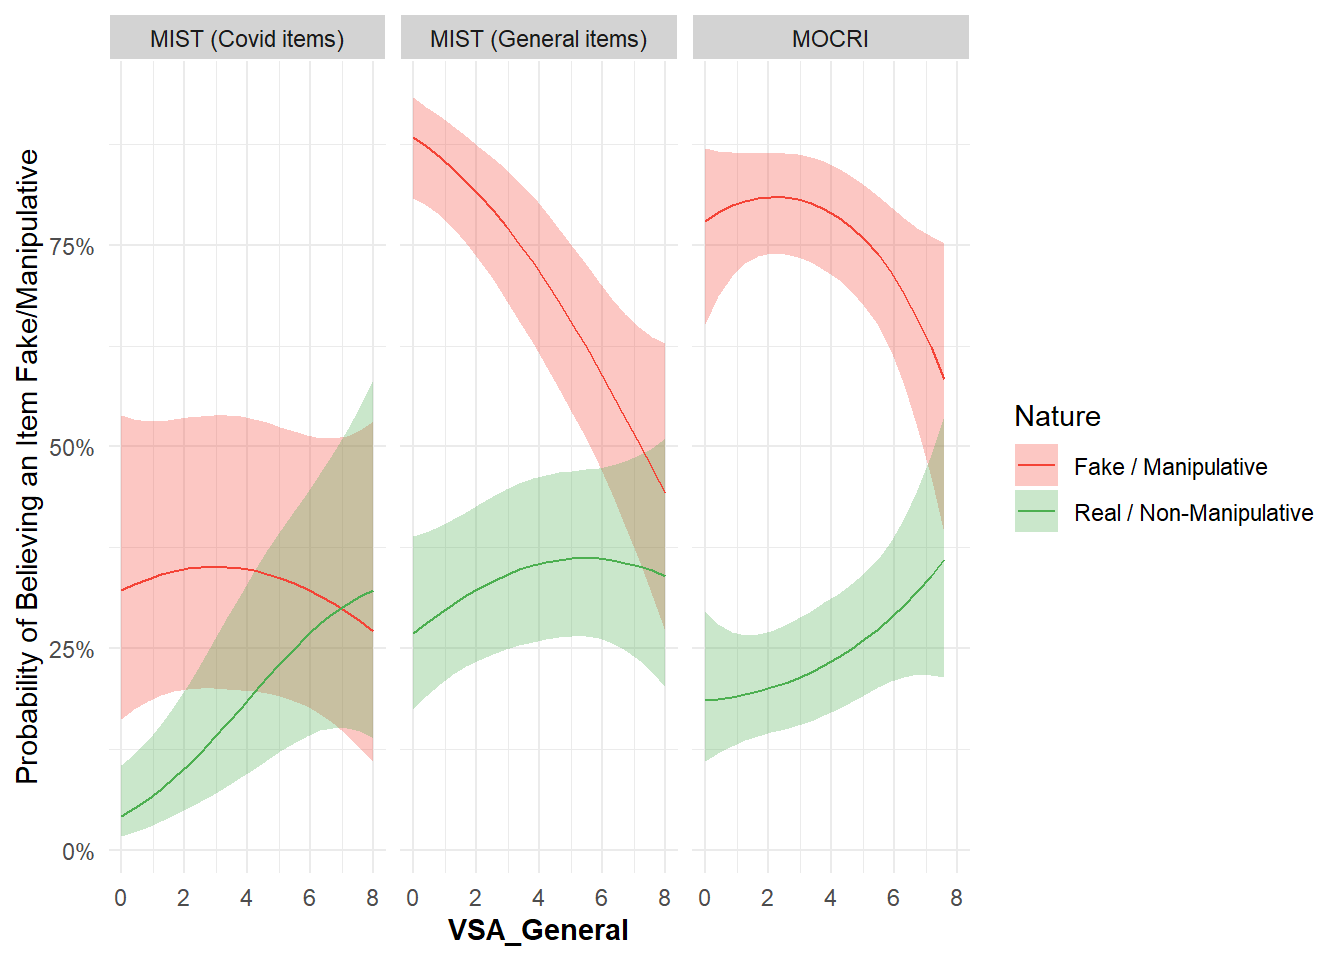 MIST (Covid items)
MIST (General items)
MOCRI
Probability of Believing an Item Fake/Manipulative
75%
50%
25%
0%
0 2 4 6 8
0 2 4 6 8
0 2 4 6 8
VSA_General
Nature
Fake / Manipulative
Real / Non-Manipulative